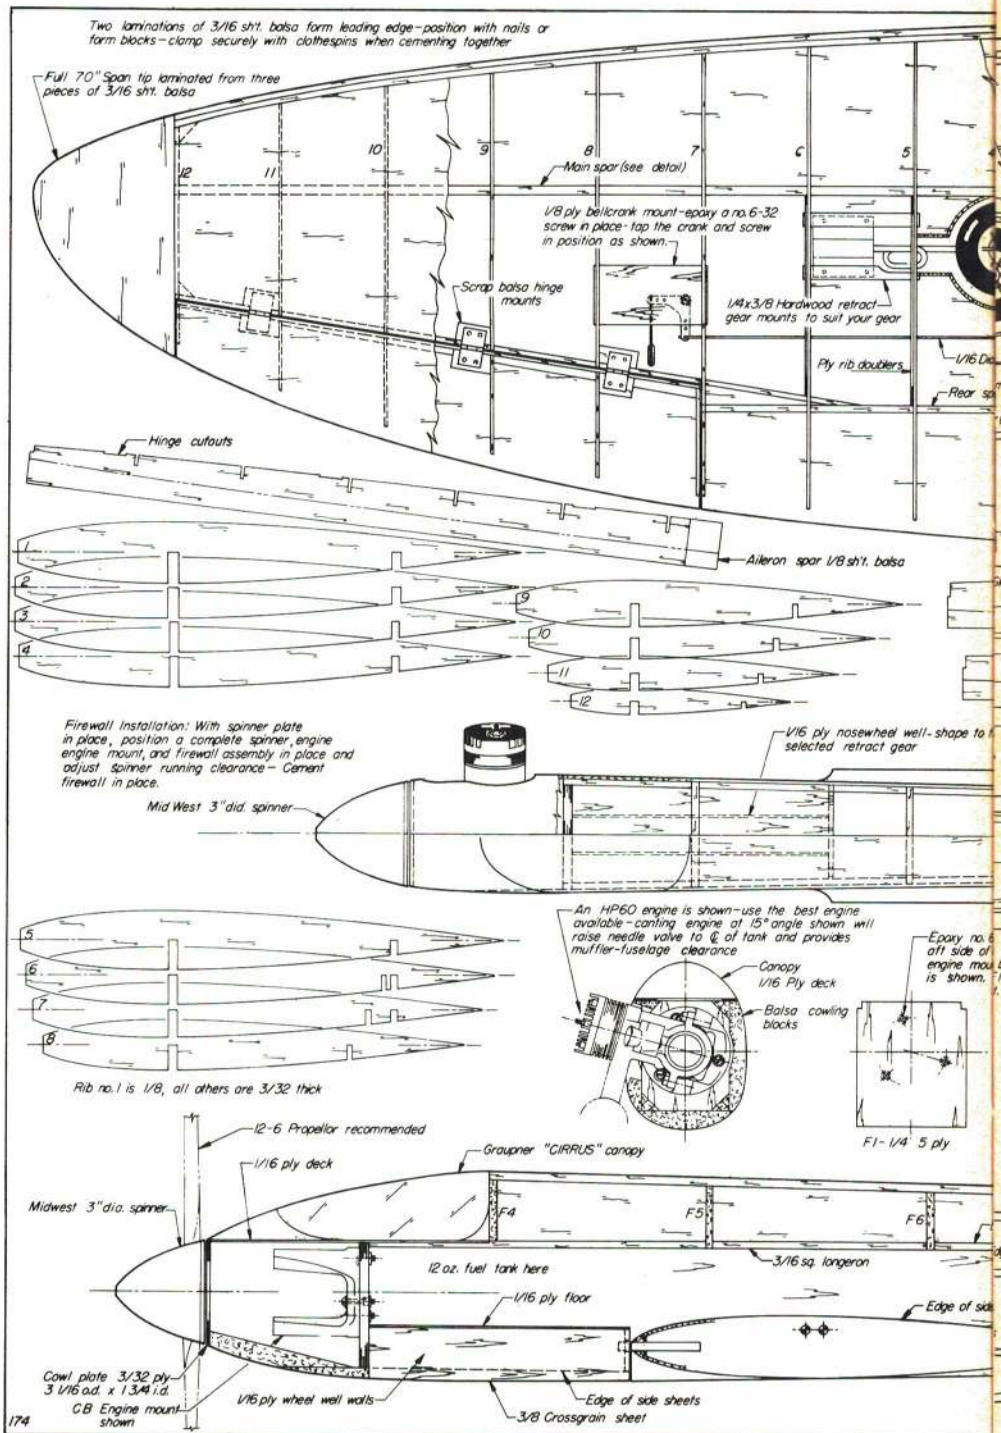 Two laminations of 3/16 sh't. balsa form leading edge-position with nails or
form blocks-clamp securely with clothespins when cementing together
Full 70" Span tip laminated from three
pieces of 3/16 sh't. balsa
12
11
10
9
8
7
6
5
Main spar (see detail)
1/8 ply bellcrank mount-epoxy a no. 6-32
screw in place-tap the crank and screw
in position as shown.
Scrap balsa hinge
mounts
1/4x3/8 Hardwood retract
gear mounts to suit your gear
1/16
Ply rib doublers
Rear
Hinge cutouts
Aileron spar 1/8 sh't. balsa
1
2
3
4
9
10
11
12
Firewall Installation: With spinner plate
in place, position a complete spinner, engine
engine mount, and firewall assembly in place and
adjust spinner running clearance - Cement
firewall in place.
1/16 ply nosewheel well-shape to
selected retract gear
Mid West 3" dia. spinner
An HP60 engine is shown-use the best engine
available-canting engine at 15° angle shown will
raise needle valve to ℄ of tank and provides
muffler-fuselage clearance
Epoxy no.
aft side of
engine
is shown.
Canopy
1/16 Ply deck
Balsa cowling
blocks
5
6
7
8
Rib no. 1 is 1/8, all others are 3/32 thick
F1- 1/4" 5 ply
12-6 Propellor recommended
1/16 ply deck
Graupner "CIRRUS" canopy
Midwest 3" dia. spinner
F4
F5
F6
3/16 sq. longeron
12 oz. fuel tank here
1/16 ply floor
Edge of
Cowl plate 3/32 ply
3 1/16 o.d. x 1 3/4 i.d.
C.B. Engine mount
shown
1/16 ply wheel well walls
Edge of side sheets
3/8 Crossgrain sheet
174